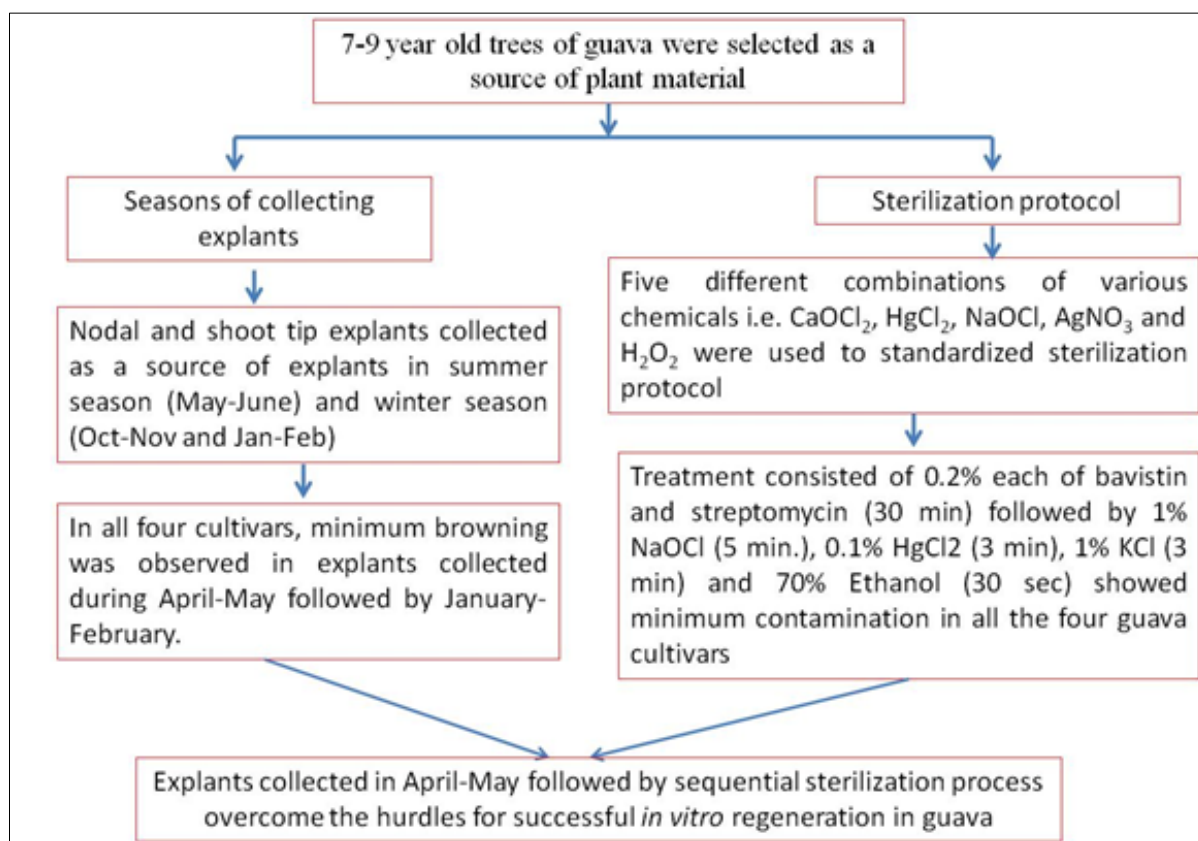 7-9 year old trees of guava were selected as a
source of plant material
Seasons of collecting
explants
Nodal and shoot tip explants collected
as a source of explants in summer
season (May-June) and winter season
(Oct-Nov and Jan-Feb)
In all four cultivars, minimum browning
was observed in explants collected
during April-May followed by January-
February.
Sterilization protocol
Five different combinations of various
chemicals i.e. CaOCl₂, HgCl₂, NaOCl, AgNO₃ and
H₂O₂ were used to standardized sterilization
protocol
Treatment consisted of 0.2% each of bavistin
and streptomycin (30 min) followed by 1%
NaOCl (5 min.), 0.1% HgCl2 (3 min), 1% KCl (3
min) and 70% Ethanol (30 sec) showed
minimum contamination in all the four guava
cultivars
Explants collected in April-May followed by sequential sterilization process
overcome the hurdles for successful in vitro regeneration in guava